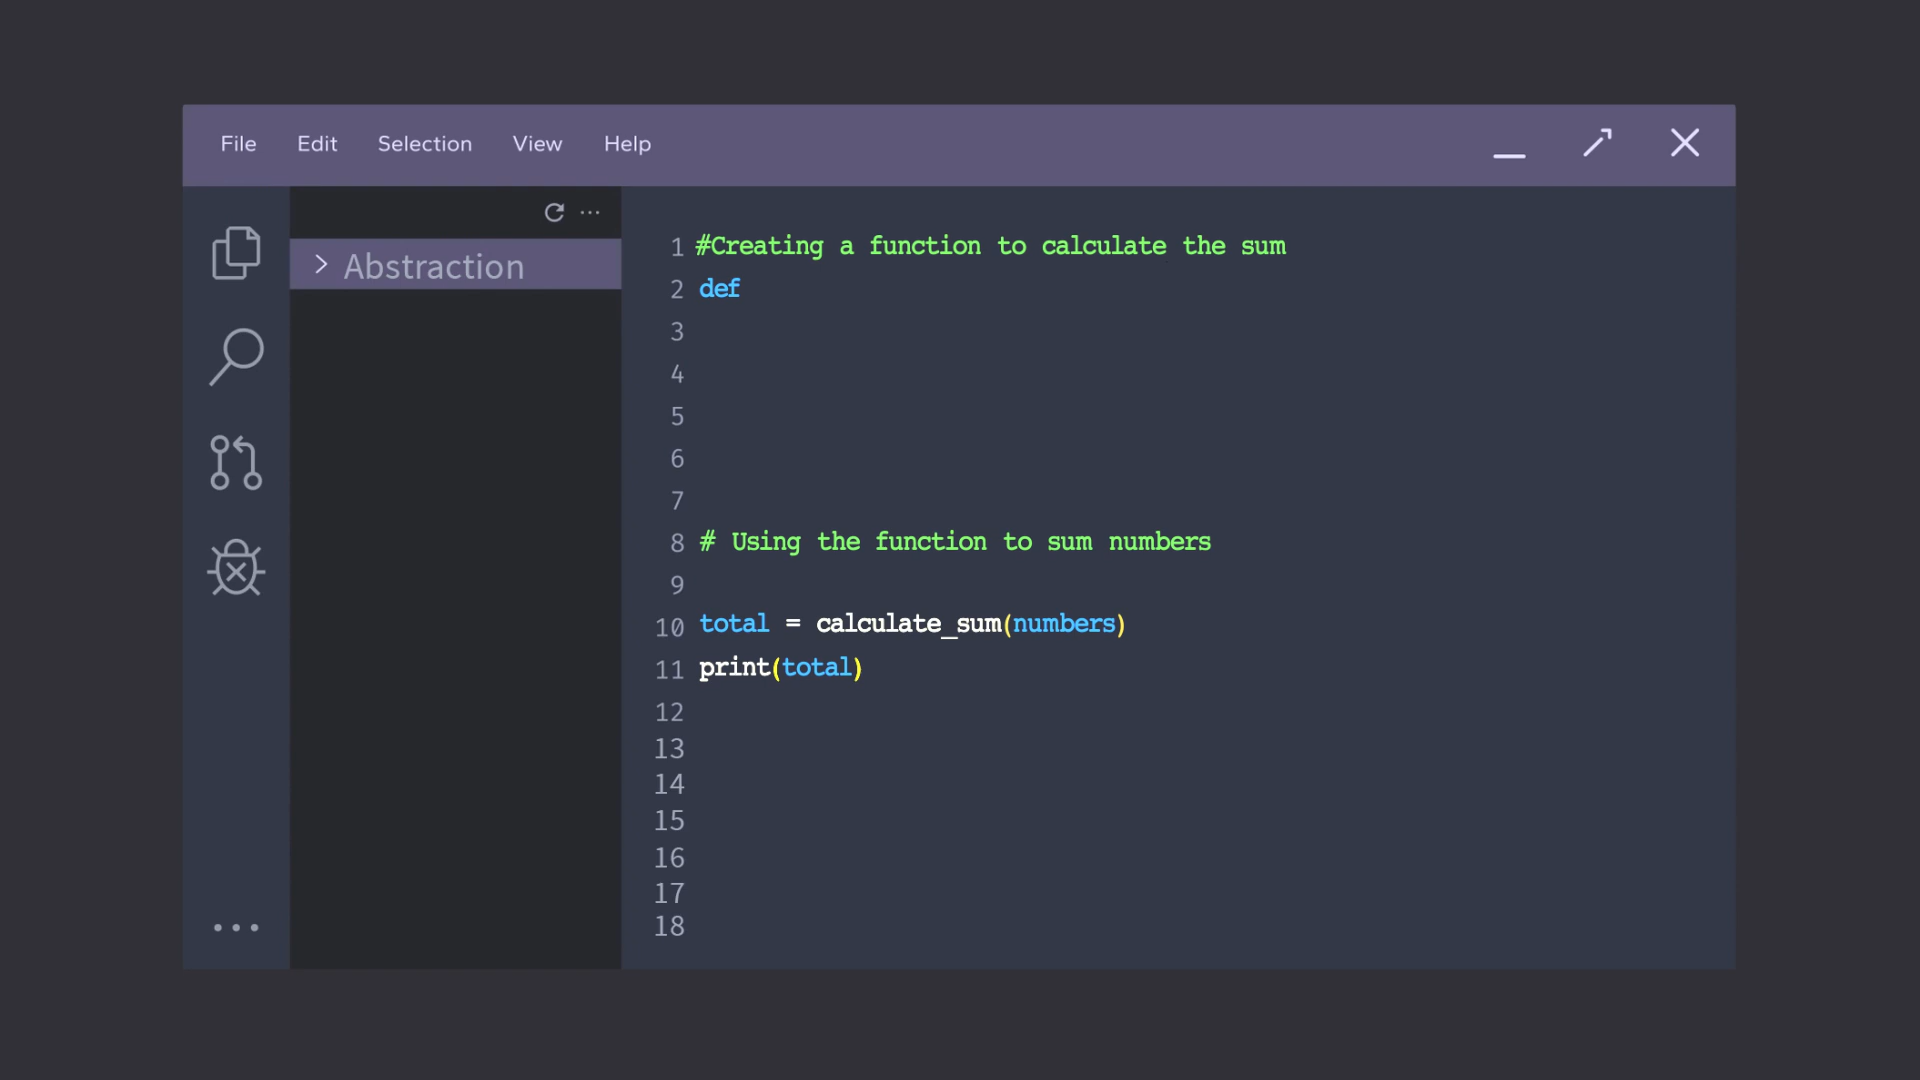 File Edit Selection View Help
Abstraction
1 #Creating a function to calculate the sum
2 def
3
4
5
6
7
8 # Using the function to sum numbers
9
10 total = calculate_sum(numbers)
11 print(total)
12
13
14
15
16
17
18